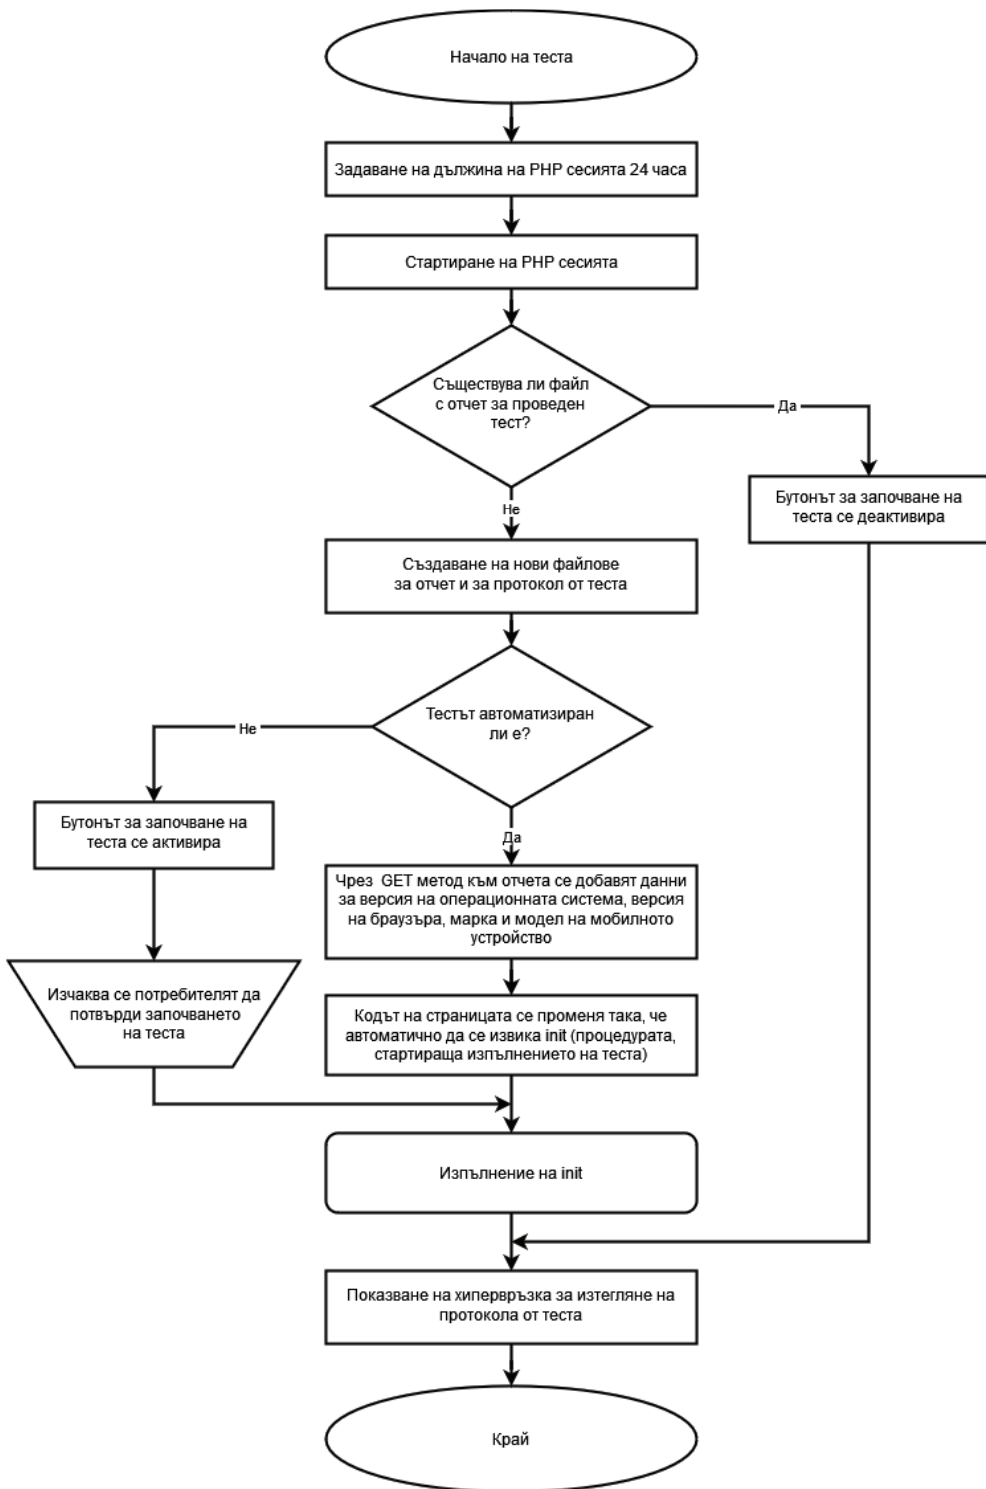 Начало на теста
Задаване на дължина на PHP сесията 24 часа
Стартиране на PHP сесията
Съществува ли файл
с отчет за проведен
тест?
Да
Бутонът за започване на
теста се деактивира
Не
Създаване на нови файлове
за отчет и за протокол от теста
Тестът автоматизиран
ли е?
Не
Бутонът за започване на
теста се активира
Да
Чрез  GET метод към отчета се добавят данни
за версия на операционната система, версия
на браузъра, марка и модел на мобилното
устройство
Изчаква се потребителят да
потвърди започването
на теста
Кодът на страницата се променя така, че
автоматично да се извика init (процедурата,
стартираща изпълнението на теста)
Изпълнение на init
Показване на хипервръзка за изтегляне на
протокола от теста
Край